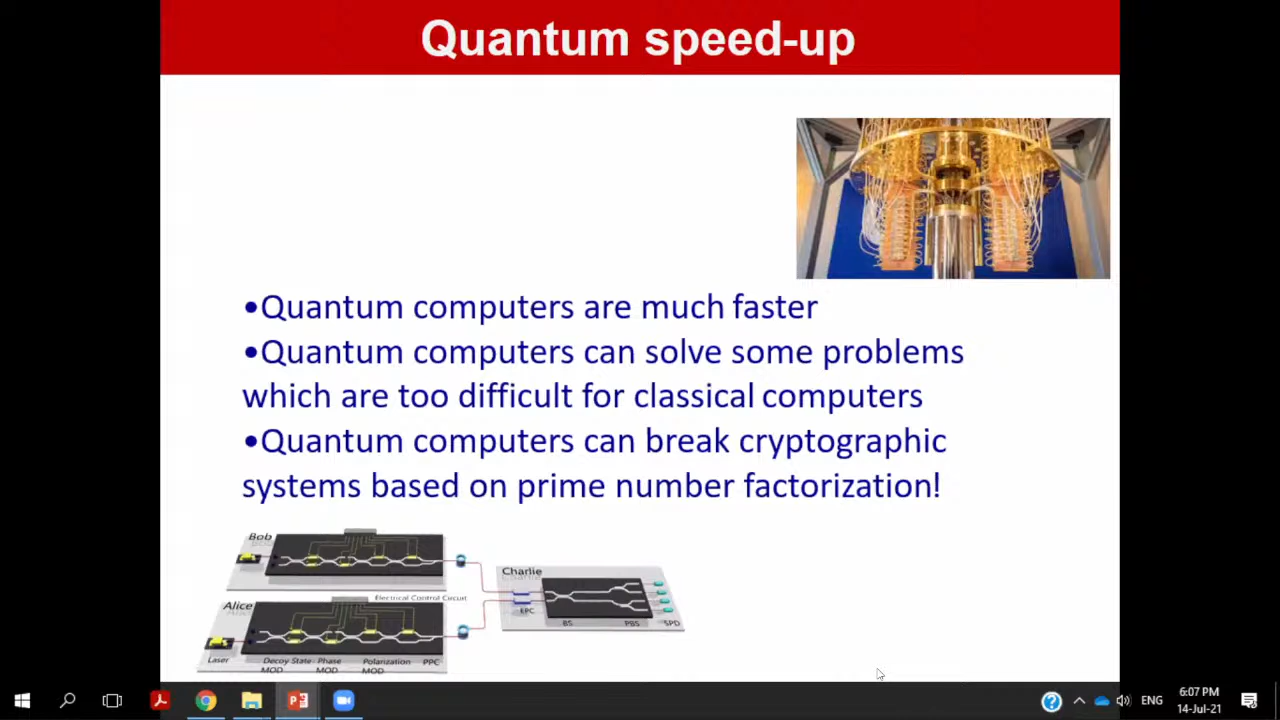 Quantum speed-up
•Quantum computers are much faster
•Quantum computers can solve some problems
which are too difficult for classical computers
•Quantum computers can break cryptographic
systems based on prime number factorization!
Bob
Charlie
Electrical Control Circuit
Alice
EPC
BS
PBS
SPD
Laser
Decoy State
MOD
Phase
MOD
Polarization
MOD
PPC
ENG
6:07 PM
14-Jul-21